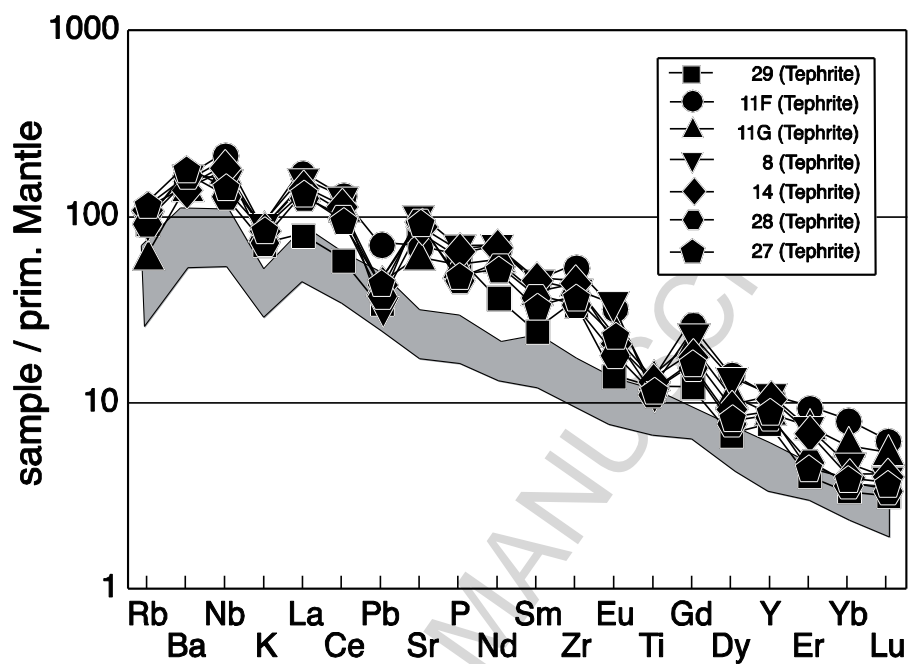 1000
100
10
1
sample / prim. Mantle
29 (Tephrite)
11F (Tephrite)
11G (Tephrite)
8 (Tephrite)
14 (Tephrite)
28 (Tephrite)
27 (Tephrite)
MANUSC
Rb Nb La Pb P Sm Eu Gd Y Yb
Ba K Ce Sr Nd Zr Ti Dy Er Lu